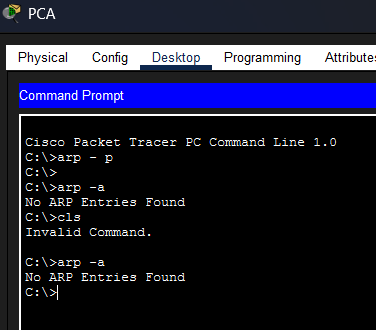 PCA
Physical Config Desktop Programming Attributes
Command Prompt
Cisco Packet Tracer PC Command Line 1.0
C:\>arp - p
C:\>
C:\>arp -a
No ARP Entries Found
C:\>cls
Invalid Command.
C:\>arp -a
No ARP Entries Found
C:\>